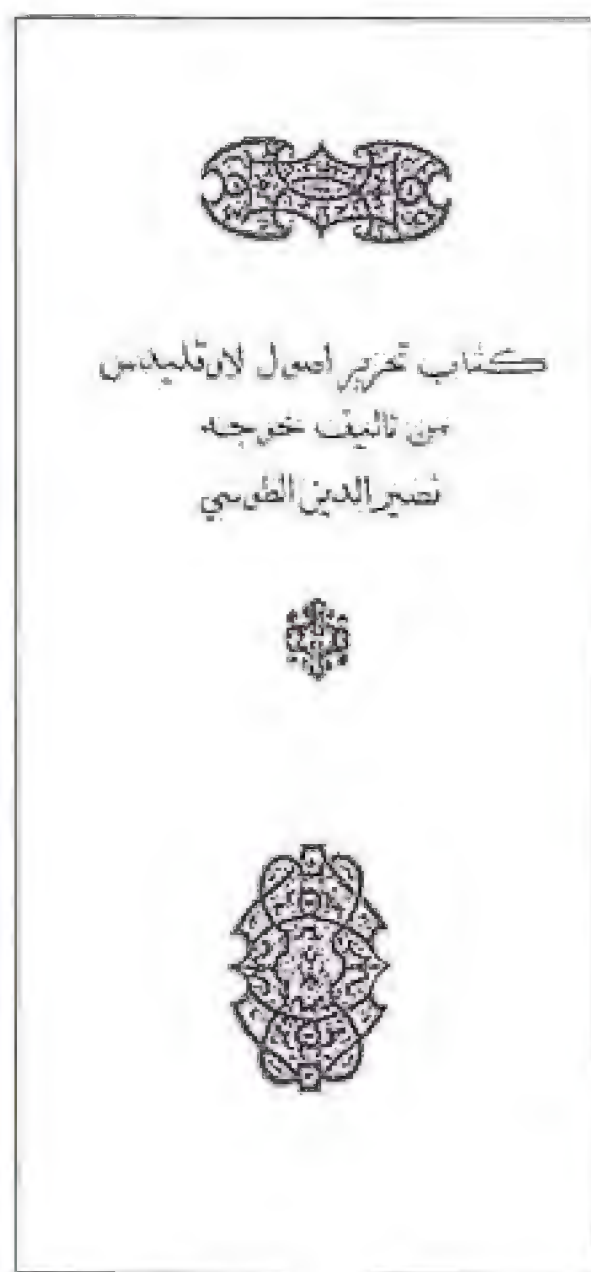 كتاب تحرير اصول لاوقليدس
من تاليف خوجه
نصير الدين الطوسي